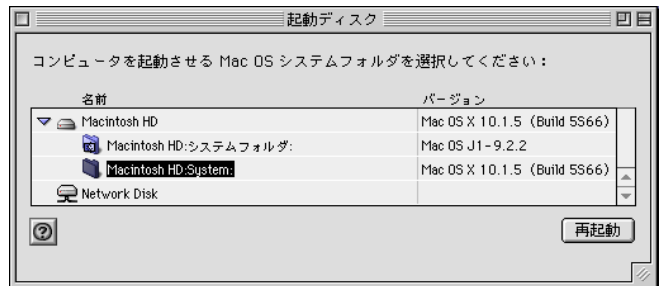 起動ディスク
コンピュータを起動させる Mac OS システムフォルダを選択してください：
名前 バージョン
Macintosh HD Mac OS X 10.1.5 (Build 5S66)
Macintosh HD:システムフォルダ: Mac OS J1-9.2.2
Macintosh HD:System: Mac OS X 10.1.5 (Build 5S66)
Network Disk
?
再起動